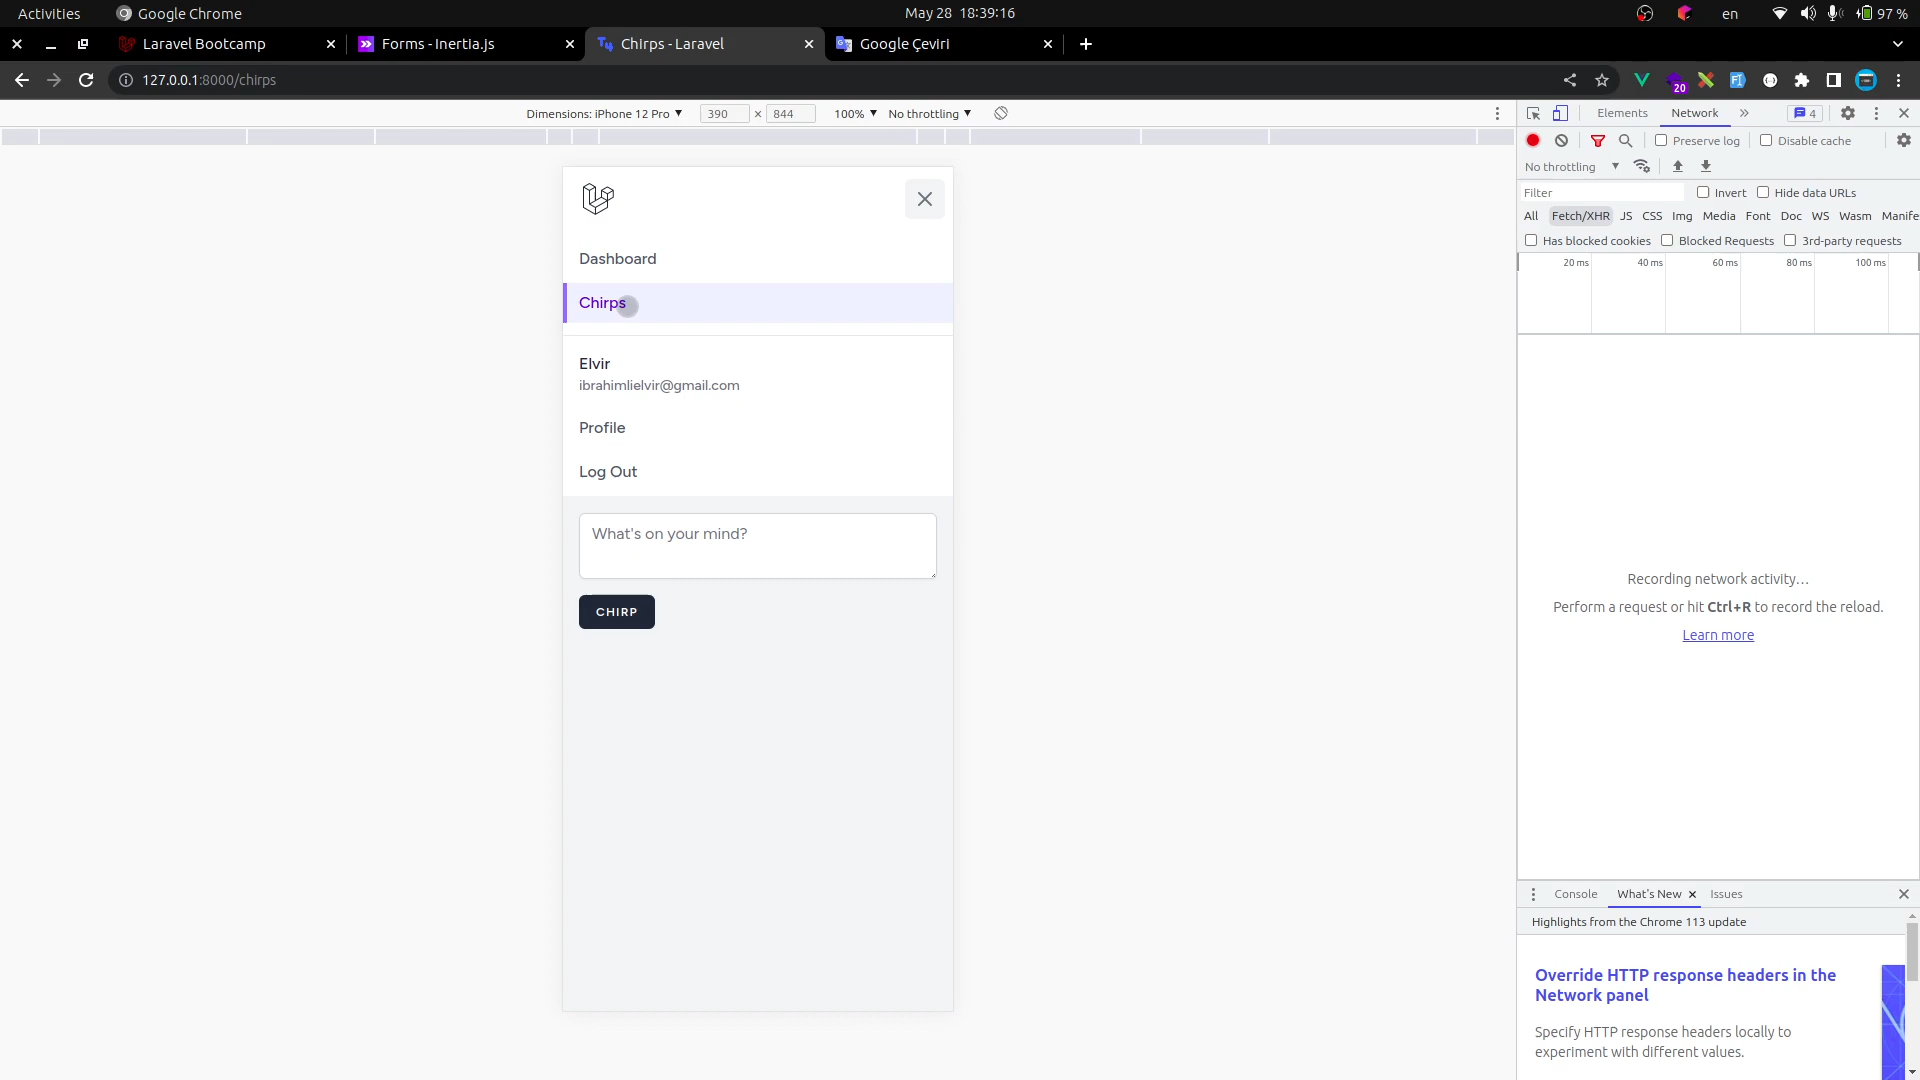 Activities Google Chrome May 28 18:39:16 en 97 %
Laravel Bootcamp Forms - Inertia.js Chirps - Laravel Google Çeviri
127.0.0.1:8000/chirps 20
Dimensions: iPhone 12 Pro 390 × 844 100% No throttling
Elements Network 4
Preserve log Disable cache
No throttling
Filter Invert Hide data URLs
All Fetch/XHR JS CSS Img Media Font Doc WS Wasm Manife
Has blocked cookies Blocked Requests 3rd-party requests
20 ms 40 ms 60 ms 80 ms 100 ms
Dashboard
Chirps
Elvir
ibrahimlielvir@gmail.com
Profile
Log Out
What's on your mind?
CHIRP
Recording network activity…
Perform a request or hit Ctrl+R to record the reload.
Learn more
Console What's New Issues
Highlights from the Chrome 113 update
Override HTTP response headers in the
Network panel
Specify HTTP response headers locally to
experiment with different values.